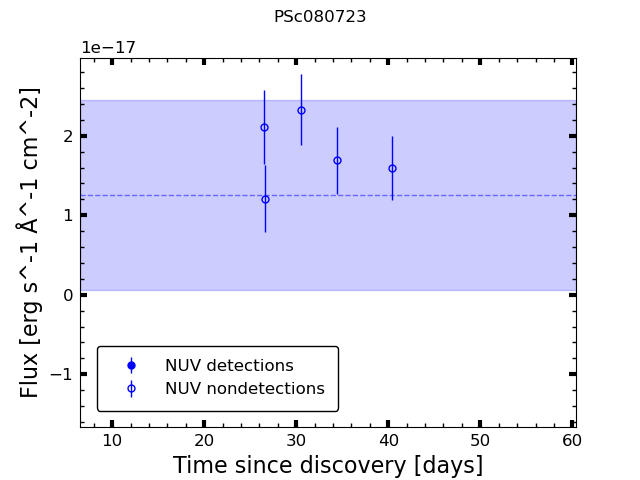 PSc080723
1e−17
Flux [erg s^-1 Å^-1 cm^-2]
2
1
0
−1
NUV detections
NUV nondetections
10 20 30 40 50 60
Time since discovery [days]